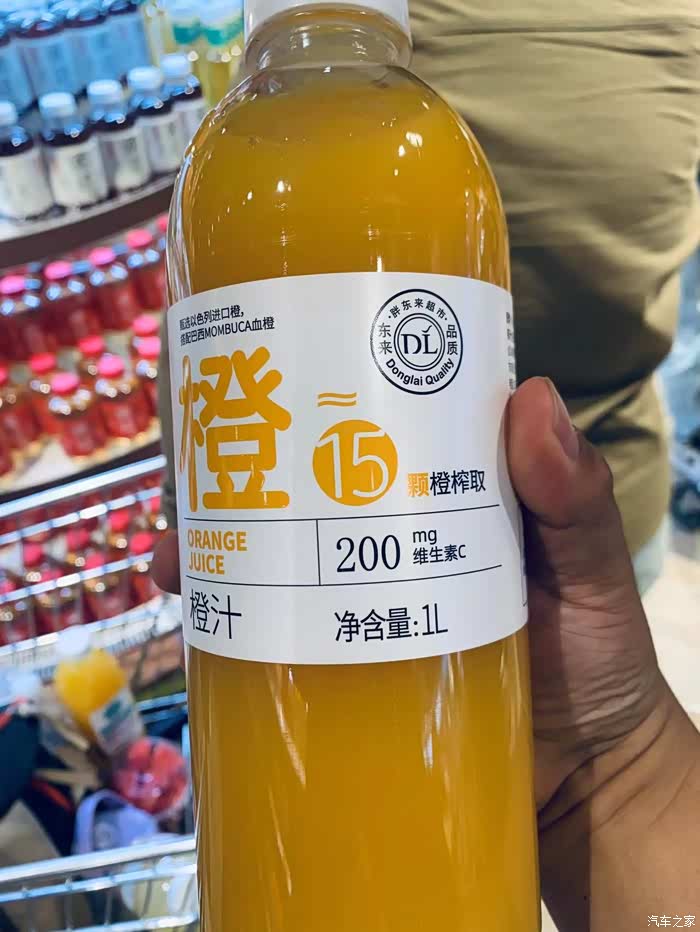 甄选以色列进口橙,
搭配巴西MOMBUCA血橙
·胖东来超市·
东来
DL
品质
Donglai Quality
橙
≈
15
颗橙榨取
ORANGE
JUICE
200 mg
维生素C
橙汁
净含量:1L
汽车之家